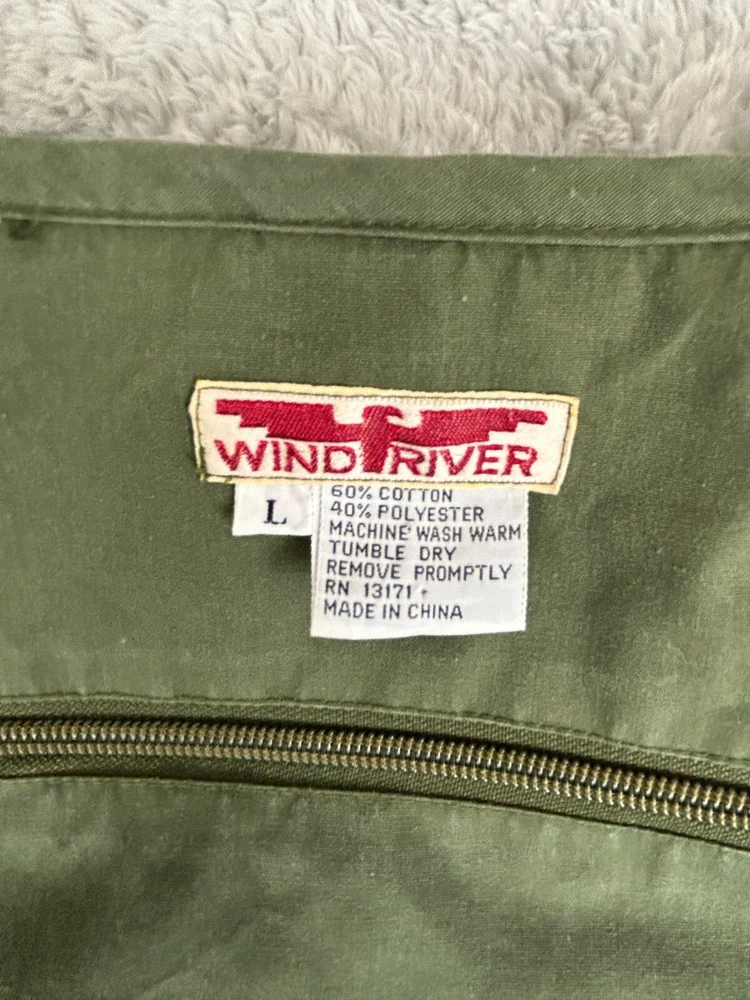 WIND RIVER
L
60% COTTON
40% POLYESTER
MACHINE WASH WARM
TUMBLE DRY
REMOVE PROMPTLY
RN 13171
MADE IN CHINA